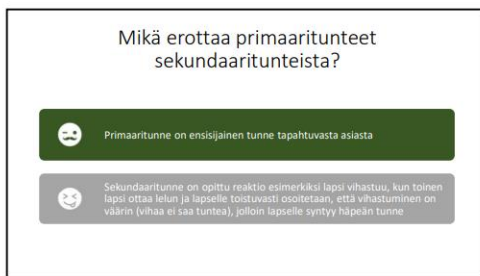 Mikä erottaa primaaritunteet
sekundaaritunteista?
Primaaritunne on ensisijainen tunne tapahtuvasta asiasta
Sekundaaritunne on opittu reaktio esimerkiksi lapsi vihastuu, kun toinen
lapsi ottaa lelun ja lapselle toistuvasti osoitetaan, että vihastuminen on
väärin (vihaa ei saa tuntea), jolloin lapselle syntyy häpeän tunne